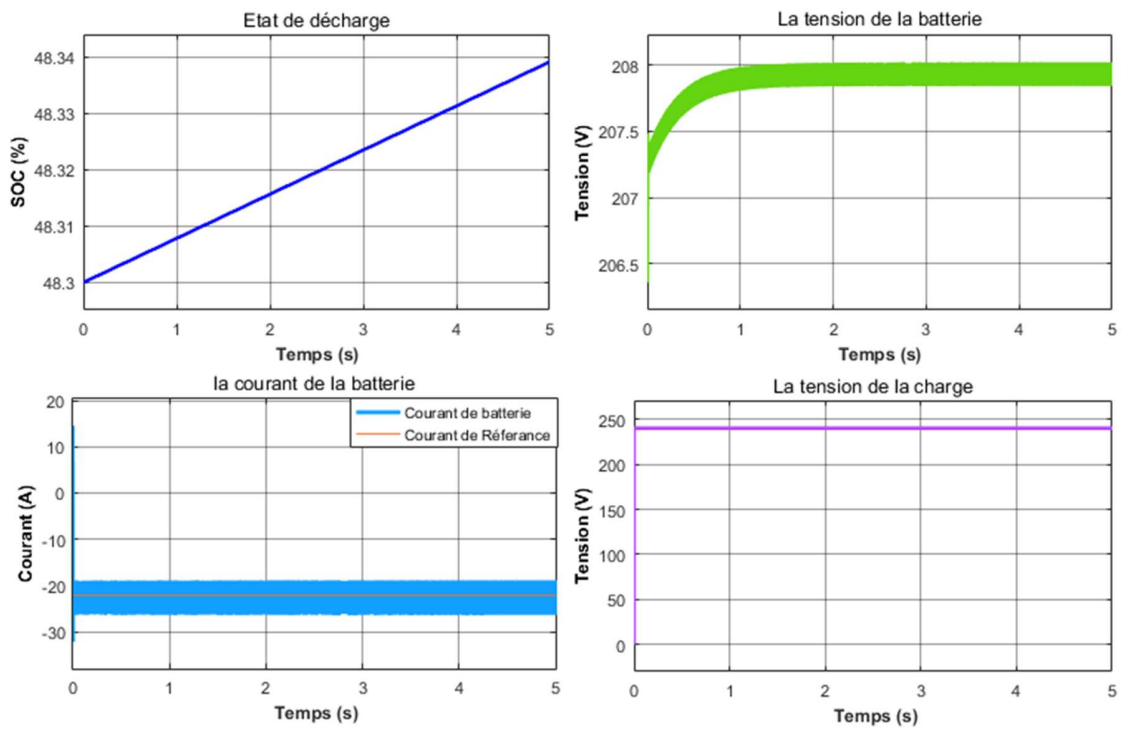 Etat de décharge
48.34
48.33
48.32
48.31
48.3
SOC (%)
0 1 2 3 4 5
Temps (s)
La tension de la batterie
208
207.5
207
206.5
Tension (V)
0 1 2 3 4 5
Temps (s)
la courant de la batterie
20
10
0
-10
-20
-30
Courant (A)
Courant de batterie
Courant de Réferance
0 1 2 3 4 5
Temps (s)
La tension de la charge
250
200
150
100
50
0
Tension (V)
0 1 2 3 4 5
Temps (s)